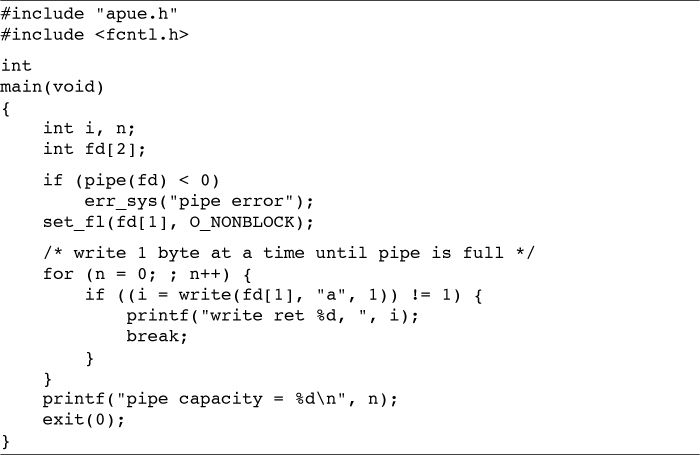 #include "apue.h"
#include <fcntl.h>
int
main(void)
{
    int i, n;
    int fd[2];
    if (pipe(fd) < 0)
        err_sys("pipe error");
    set_fl(fd[1], O_NONBLOCK);
    /* write 1 byte at a time until pipe is full */
    for (n = 0; ; n++) {
        if ((i = write(fd[1], "a", 1)) != 1) {
            printf("write ret %d, ", i);
            break;
        }
    }
    printf("pipe capacity = %d\n", n);
    exit(0);
}